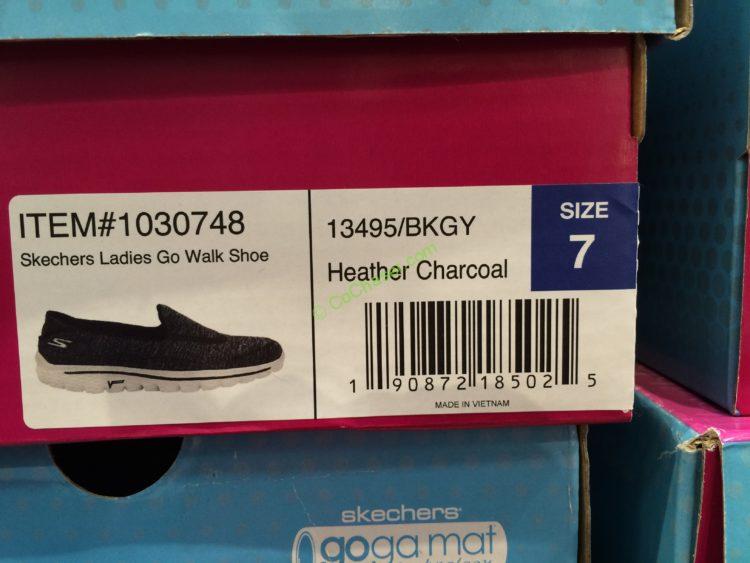 ITEM#1030748
Skechers Ladies Go Walk Shoe
13495/BKGY
Heather Charcoal
SIZE
7
1 90872 18502 5
MADE IN VIETNAM
skechers
goga mat